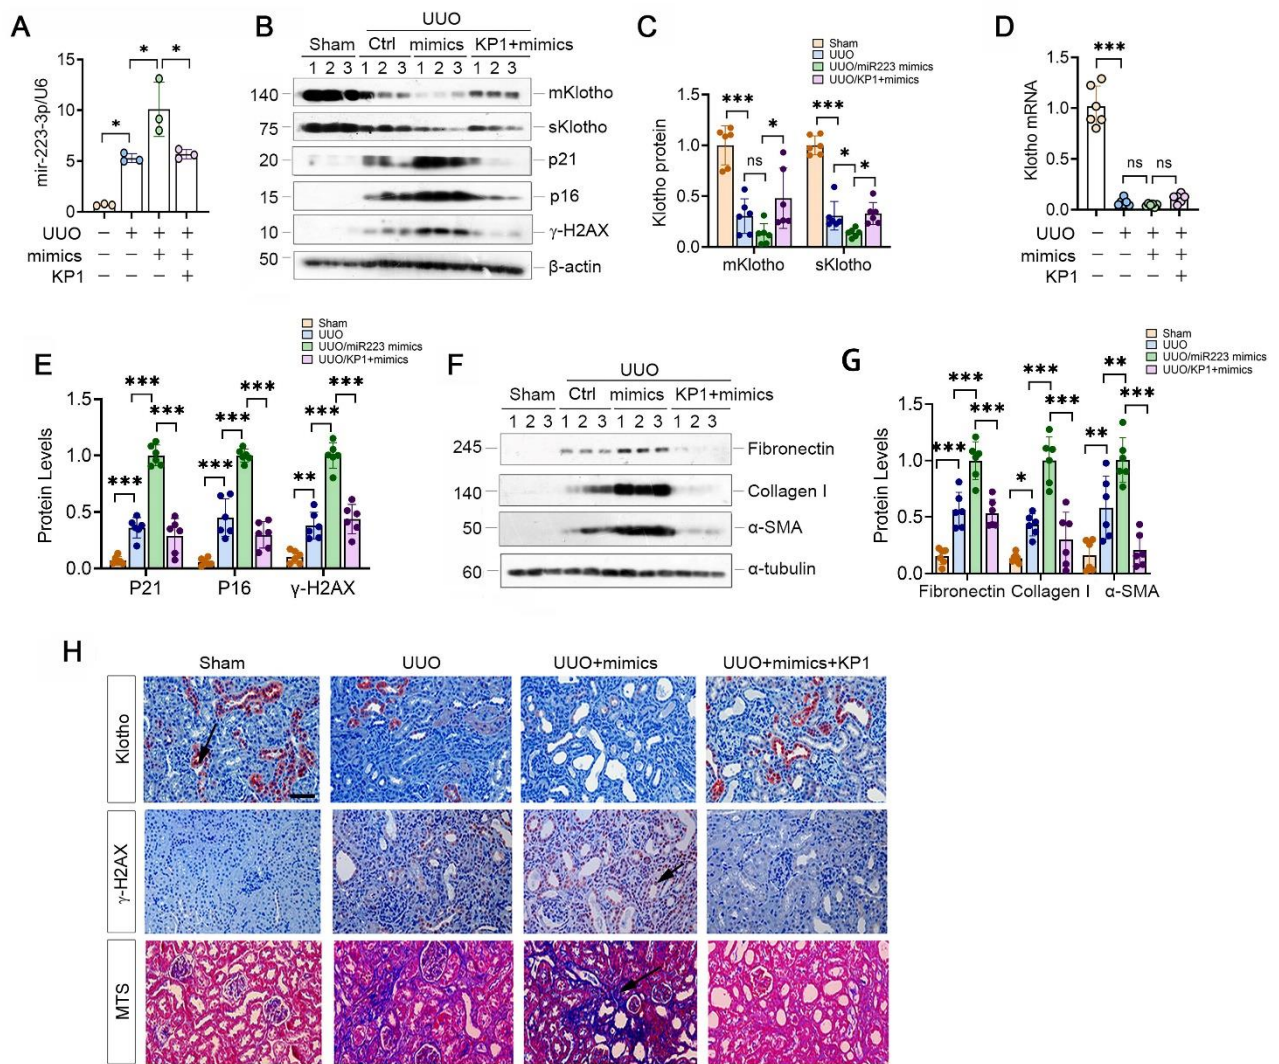 A
mir-223-3p/U6
15
10
5
0
*
*
*
UUO − + + +
mimics − − + +
KP1 − − − +
B
UUO
Sham Ctrl mimics KP1+mimics
1 2 3 1 2 3 1 2 3 1 2 3
140 mKlotho
75 sKlotho
20 p21
15 p16
10 γ-H2AX
50 β-actin
C
Sham
UUO
UUO/miR223 mimics
UUO/KP1+mimics
Klotho protein
1.5
1.0
0.5
0.0
*** ns * *** * *
mKlotho sKlotho
D
Klotho mRNA
1.5
1.0
0.5
0.0
*** ns ns
UUO − + + +
mimics − − + +
KP1 − − − +
E
Sham
UUO
UUO/miR223 mimics
UUO/KP1+mimics
Protein Levels
1.5
1.0
0.5
0.0
*** *** *** *** *** *** ** *** ***
P21 P16 γ-H2AX
F
UUO
Sham Ctrl mimics KP1+mimics
1 2 3 1 2 3 1 2 3 1 2 3
245 Fibronectin
140 Collagen I
50 α-SMA
60 α-tubulin
G
Sham
UUO
UUO/miR223 mimics
UUO/KP1+mimics
Protein Levels
1.5
1.0
0.5
0.0
*** *** *** * *** *** ** ** ***
Fibronectin Collagen I α-SMA
H
Sham UUO UUO+mimics UUO+mimics+KP1
Klotho
γ-H2AX
MTS